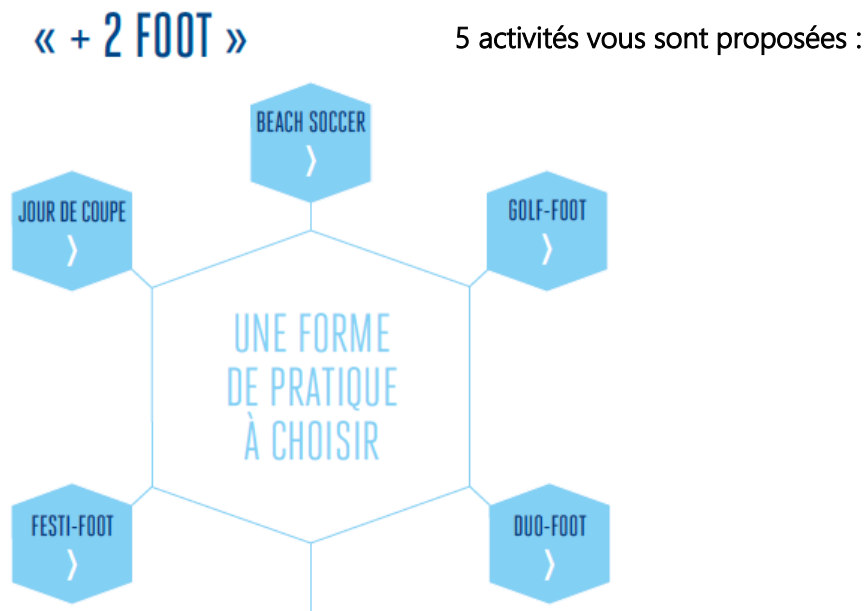 « + 2 FOOT »
5 activités vous sont proposées :
BEACH SOCCER
JOUR DE COUPE
GOLF-FOOT
UNE FORME
DE PRATIQUE
À CHOISIR
FESTI-FOOT
DUO-FOOT